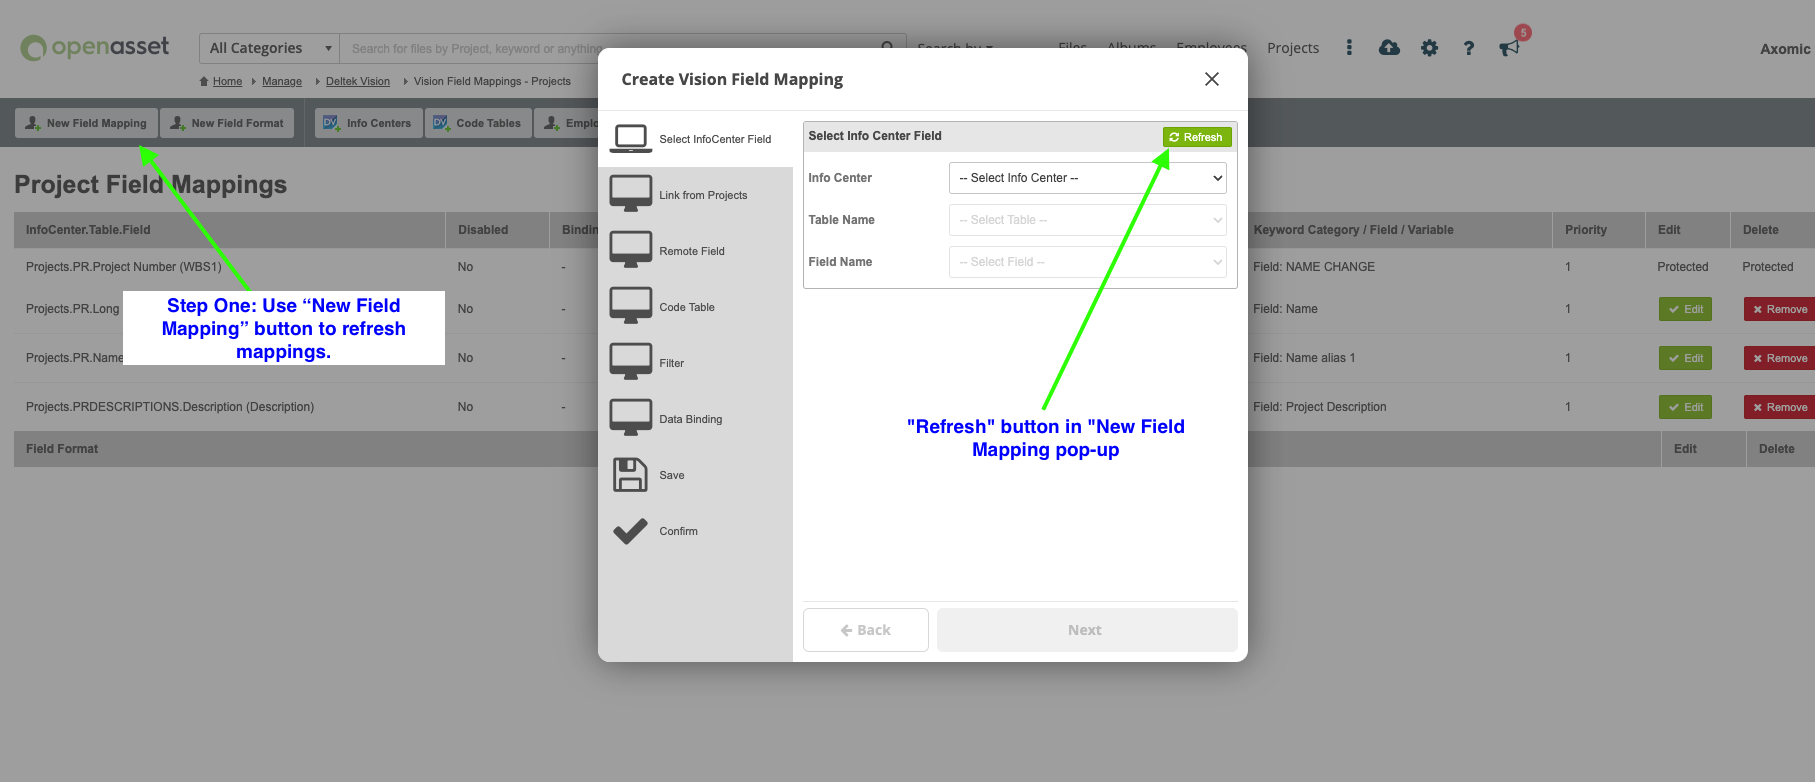 openasset
All Categories
Search for files by Project, keyword or anything
Search by
Files
Albums
Employees
Projects
5
Axomic
Home
Manage
Deltek Vision
Vision Field Mappings - Projects
New Field Mapping
New Field Format
DV
Info Centers
DV
Code Tables
Project Field Mappings
InfoCenter.Table.Field
Disabled
Keyword Category / Field / Variable
Priority
Edit
Delete
Projects.PR.Project Number (WBS1)
No
-
Field: NAME CHANGE
1
Protected
Protected
Projects.PR.Long
No
-
Field: Name
1
Edit
Remove
Projects.PR.Name
No
-
Field: Name alias 1
1
Edit
Remove
Projects.PRDESCRIPTIONS.Description (Description)
No
-
Field: Project Description
1
Edit
Remove
Field Format
Edit
Delete
Step One: Use “New Field
Mapping” button to refresh
mappings.
Create Vision Field Mapping
Select InfoCenter Field
Link from Projects
Remote Field
Code Table
Filter
Data Binding
Save
Confirm
Select Info Center Field
Refresh
Info Center
-- Select Info Center --
Table Name
-- Select Table --
Field Name
-- Select Field --
"Refresh" button in "New Field
Mapping pop-up
Back
Next